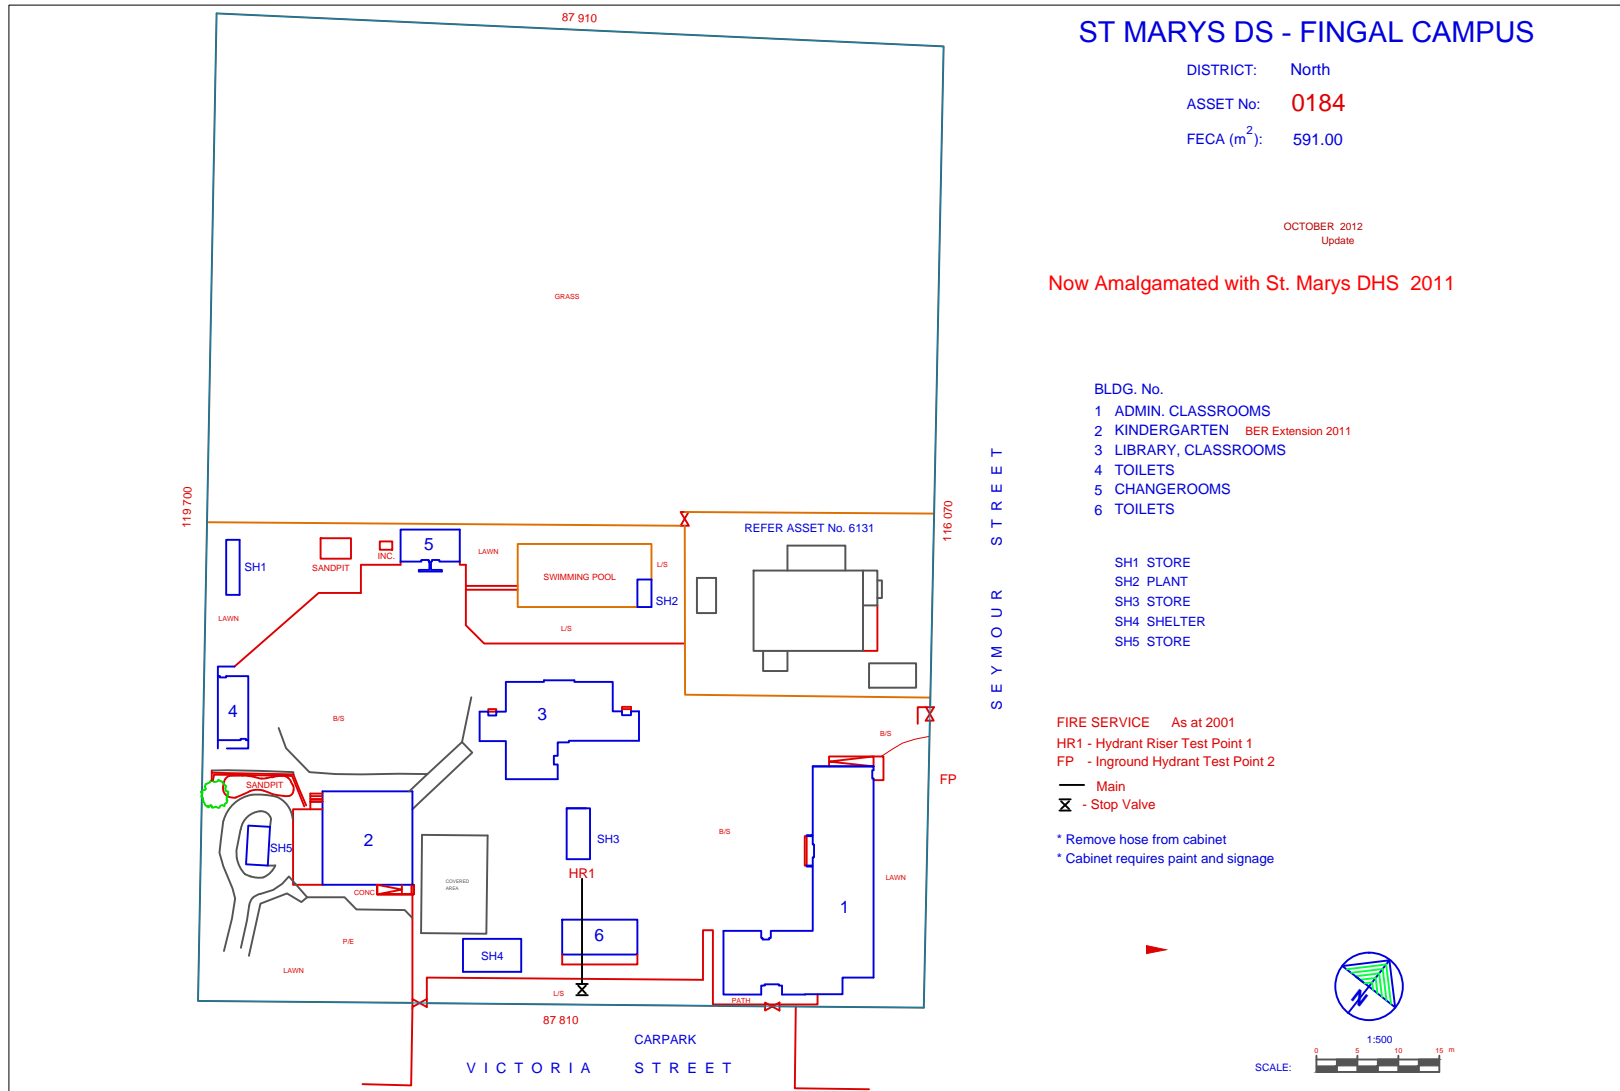 87 910
ST MARYS DS - FINGAL CAMPUS
DISTRICT: North
ASSET No: 0184
FECA (m2): 591.00
OCTOBER 2012
Update
Now Amalgamated with St. Marys DHS 2011
GRASS
BLDG. No.
1 ADMIN. CLASSROOMS
2 KINDERGARTEN BER Extension 2011
3 LIBRARY, CLASSROOMS
4 TOILETS
5 CHANGEROOMS
6 TOILETS
SH1 STORE
SH2 PLANT
SH3 STORE
SH4 SHELTER
SH5 STORE
FIRE SERVICE As at 2001
HR1 - Hydrant Riser Test Point 1
FP - Inground Hydrant Test Point 2
Main
- Stop Valve
* Remove hose from cabinet
* Cabinet requires paint and signage
119 700
116 070
SEYMOUR STREET
REFER ASSET No. 6131
SH1
SANDPIT
INC.
5
LAWN
SWIMMING POOL
L/S
SH2
LAWN
L/S
4
B/S
3
B/S
FP
SANDPIT
SH5
2
SH3
B/S
HR1
COVERED
AREA
CONC
LAWN
1
P/E
6
SH4
LAWN
L/S
PATH
87 810
CARPARK
VICTORIA STREET
N
1:500
SCALE:
0 5 10 15 m